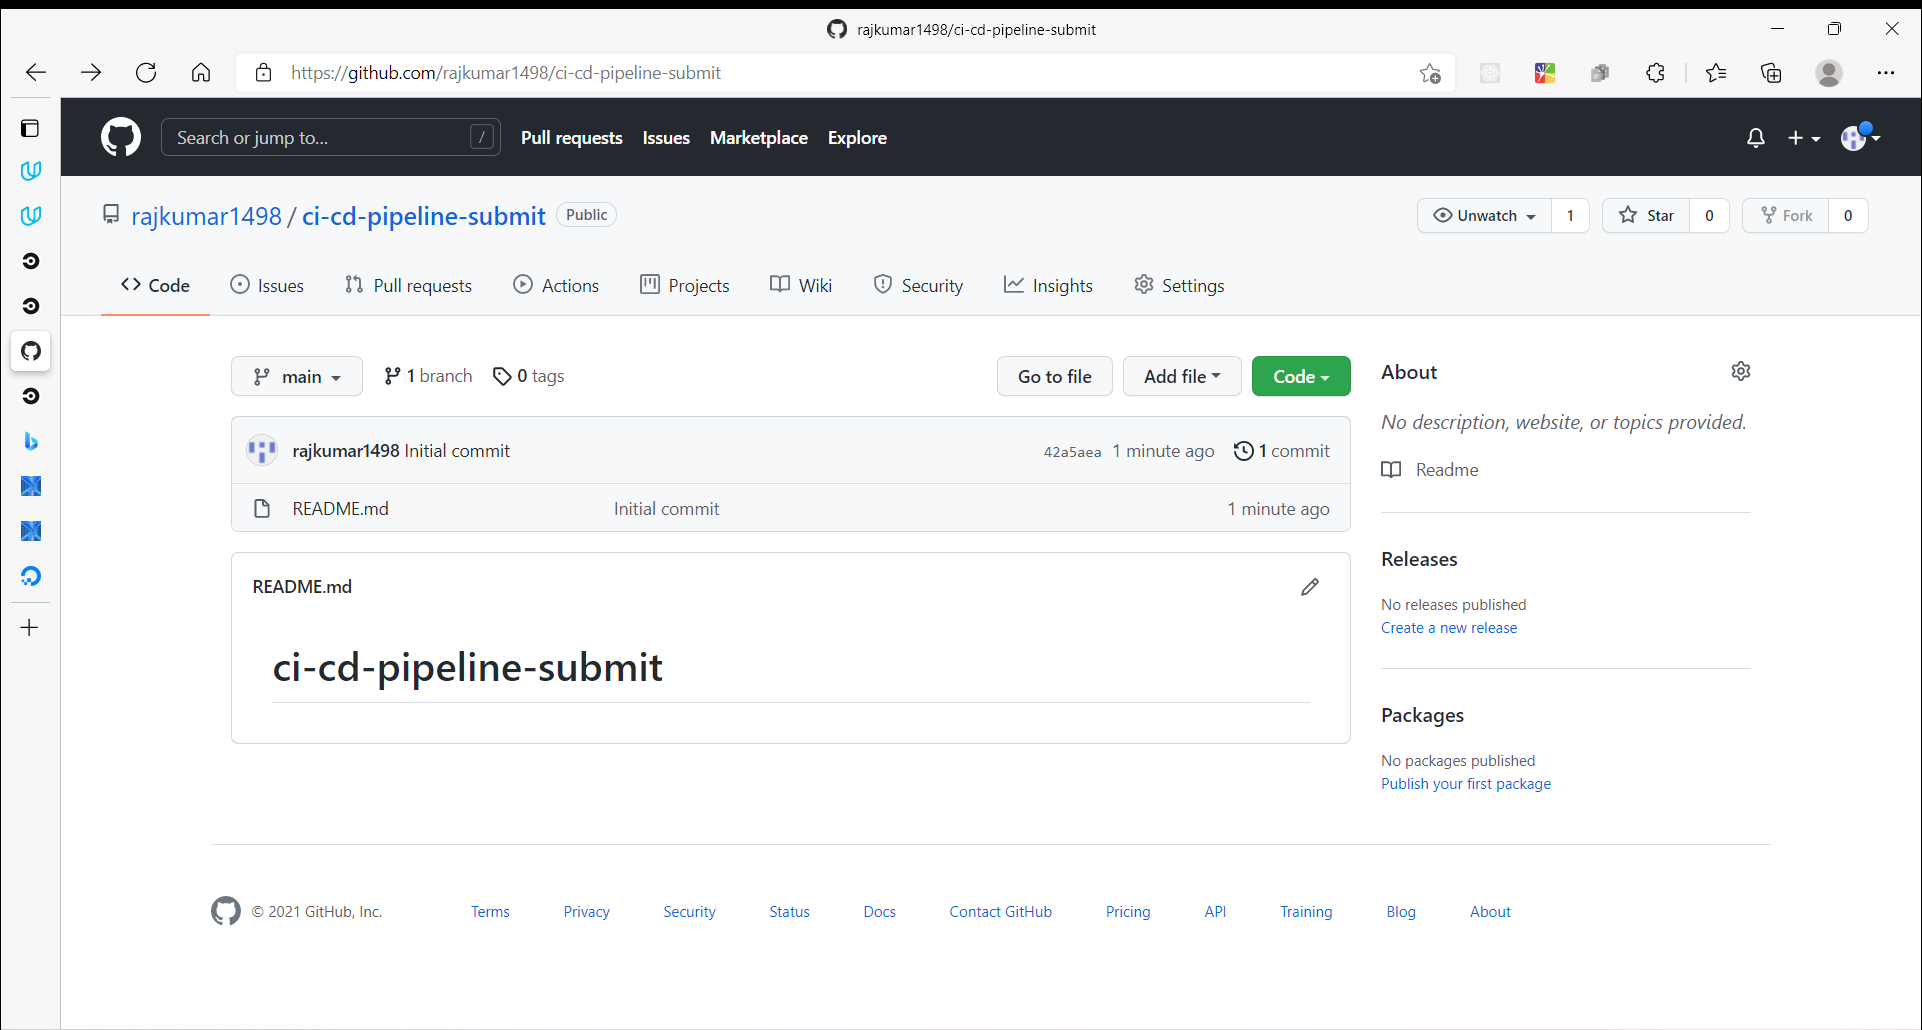 rajkumar1498/ci-cd-pipeline-submit
https://github.com/rajkumar1498/ci-cd-pipeline-submit
Search or jump to... / Pull requests Issues Marketplace Explore
rajkumar1498 / ci-cd-pipeline-submit Public Unwatch 1 Star 0 Fork 0
Code Issues Pull requests Actions Projects Wiki Security Insights Settings
main 1 branch 0 tags Go to file Add file Code
rajkumar1498 Initial commit 42a5aea 1 minute ago 1 commit
README.md Initial commit 1 minute ago
README.md
ci-cd-pipeline-submit
About
No description, website, or topics provided.
Readme
Releases
No releases published
Create a new release
Packages
No packages published
Publish your first package
© 2021 GitHub, Inc. Terms Privacy Security Status Docs Contact GitHub Pricing API Training Blog About